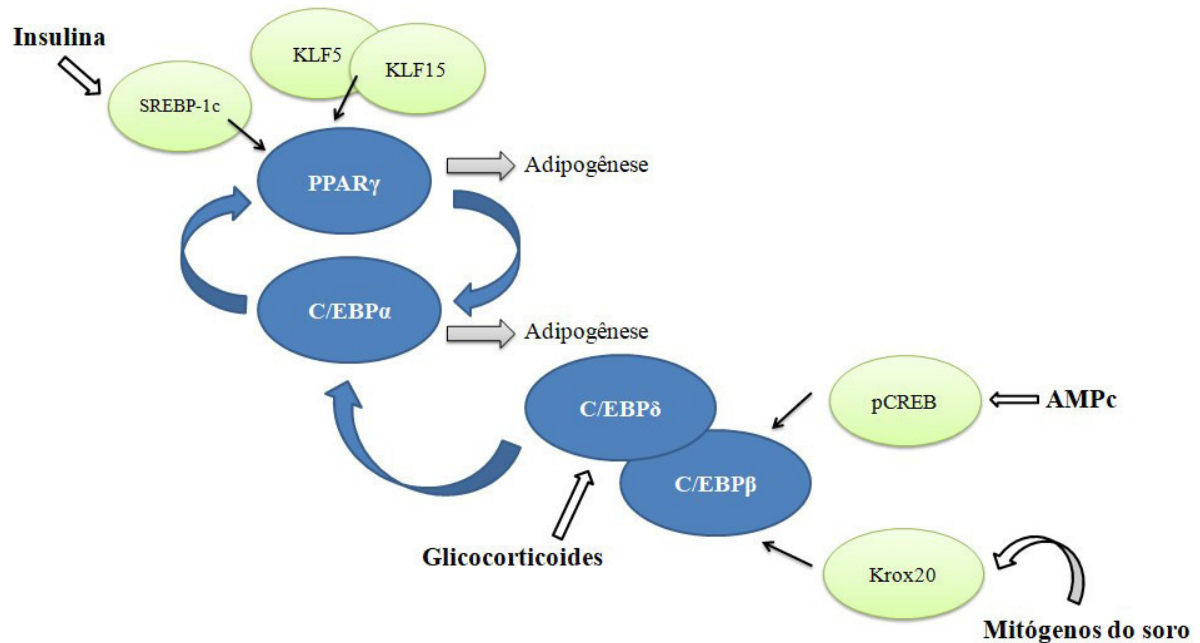 Insulina
KLF5
KLF15
SREBP-1c
PPARγ
Adipogênese
C/EBPα
Adipogênese
C/EBPδ
pCREB
AMPc
C/EBPβ
Glicocorticoides
Krox20
Mitógenos do soro